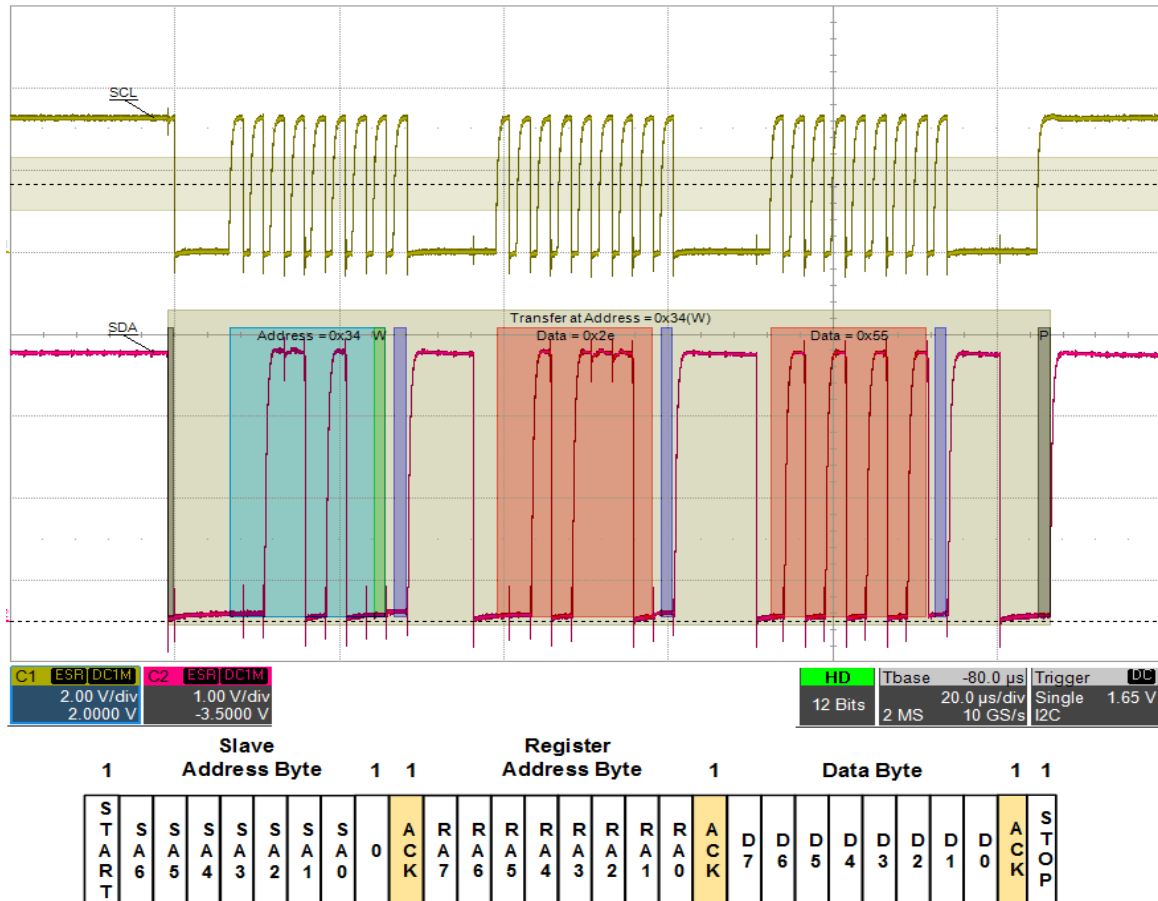 SCL
Transfer at Address = 0x34(W)
SDA
Address = 0x34 W
Data = 0x2e
Data = 0x55
P
C1 ESR DC1M
2.00 V/div
2.0000 V
C2 ESR DC1M
1.00 V/div
-3.5000 V
HD
12 Bits
Tbase -80.0 µs
20.0 µs/div
2 MS 10 GS/s
Trigger DC
Single 1.65 V
I2C
Slave Address Byte
Register Address Byte
Data Byte
1 1 1 1 1 1
START SA6 SA5 SA4 SA3 SA2 SA1 SA0 0 ACK RA7 RA6 RA5 RA4 RA3 RA2 RA1 RA0 ACK D7 D6 D5 D4 D3 D2 D1 D0 ACK STOP